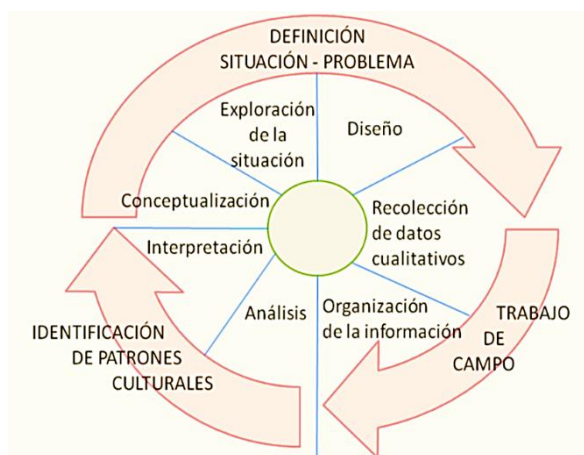 DEFINICIÓN
SITUACIÓN - PROBLEMA
Exploración
de la
situación
Diseño
Conceptualización
Recolección
de datos
cualitativos
Interpretación
Análisis
Organización
de la información
TRABAJO
DE
CAMPO
IDENTIFICACIÓN
DE PATRONES
CULTURALES